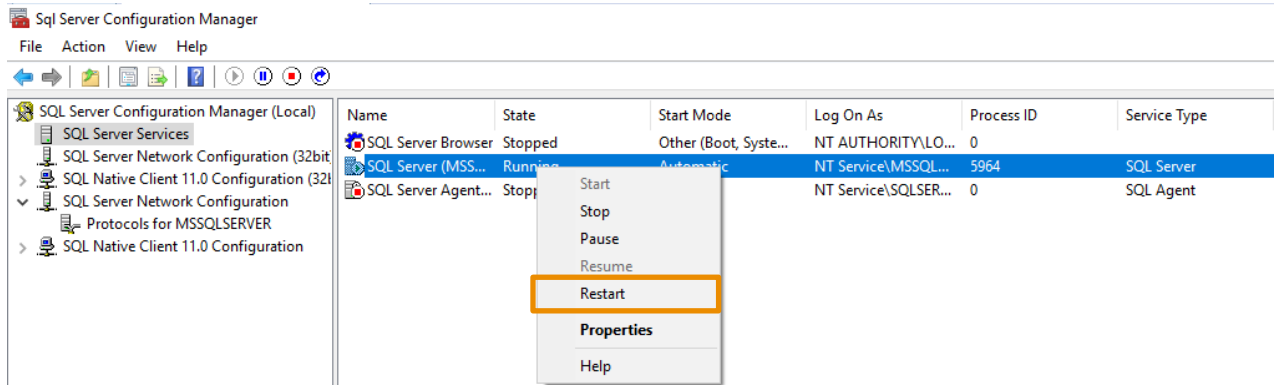 Sql Server Configuration Manager
File Action View Help
SQL Server Configuration Manager (Local)
SQL Server Services
SQL Server Network Configuration (32bit
SQL Native Client 11.0 Configuration (32b
SQL Server Network Configuration
Protocols for MSSQLSERVER
SQL Native Client 11.0 Configuration
Name State Start Mode Log On As Process ID Service Type
SQL Server Browser Stopped Other (Boot, Syste... NT AUTHORITY\LO... 0
SQL Server (MSS... Running Automatic NT Service\MSSQL... 5964 SQL Server
SQL Server Agent... Stopp NT Service\SQLSER... 0 SQL Agent
Start
Stop
Pause
Resume
Restart
Properties
Help